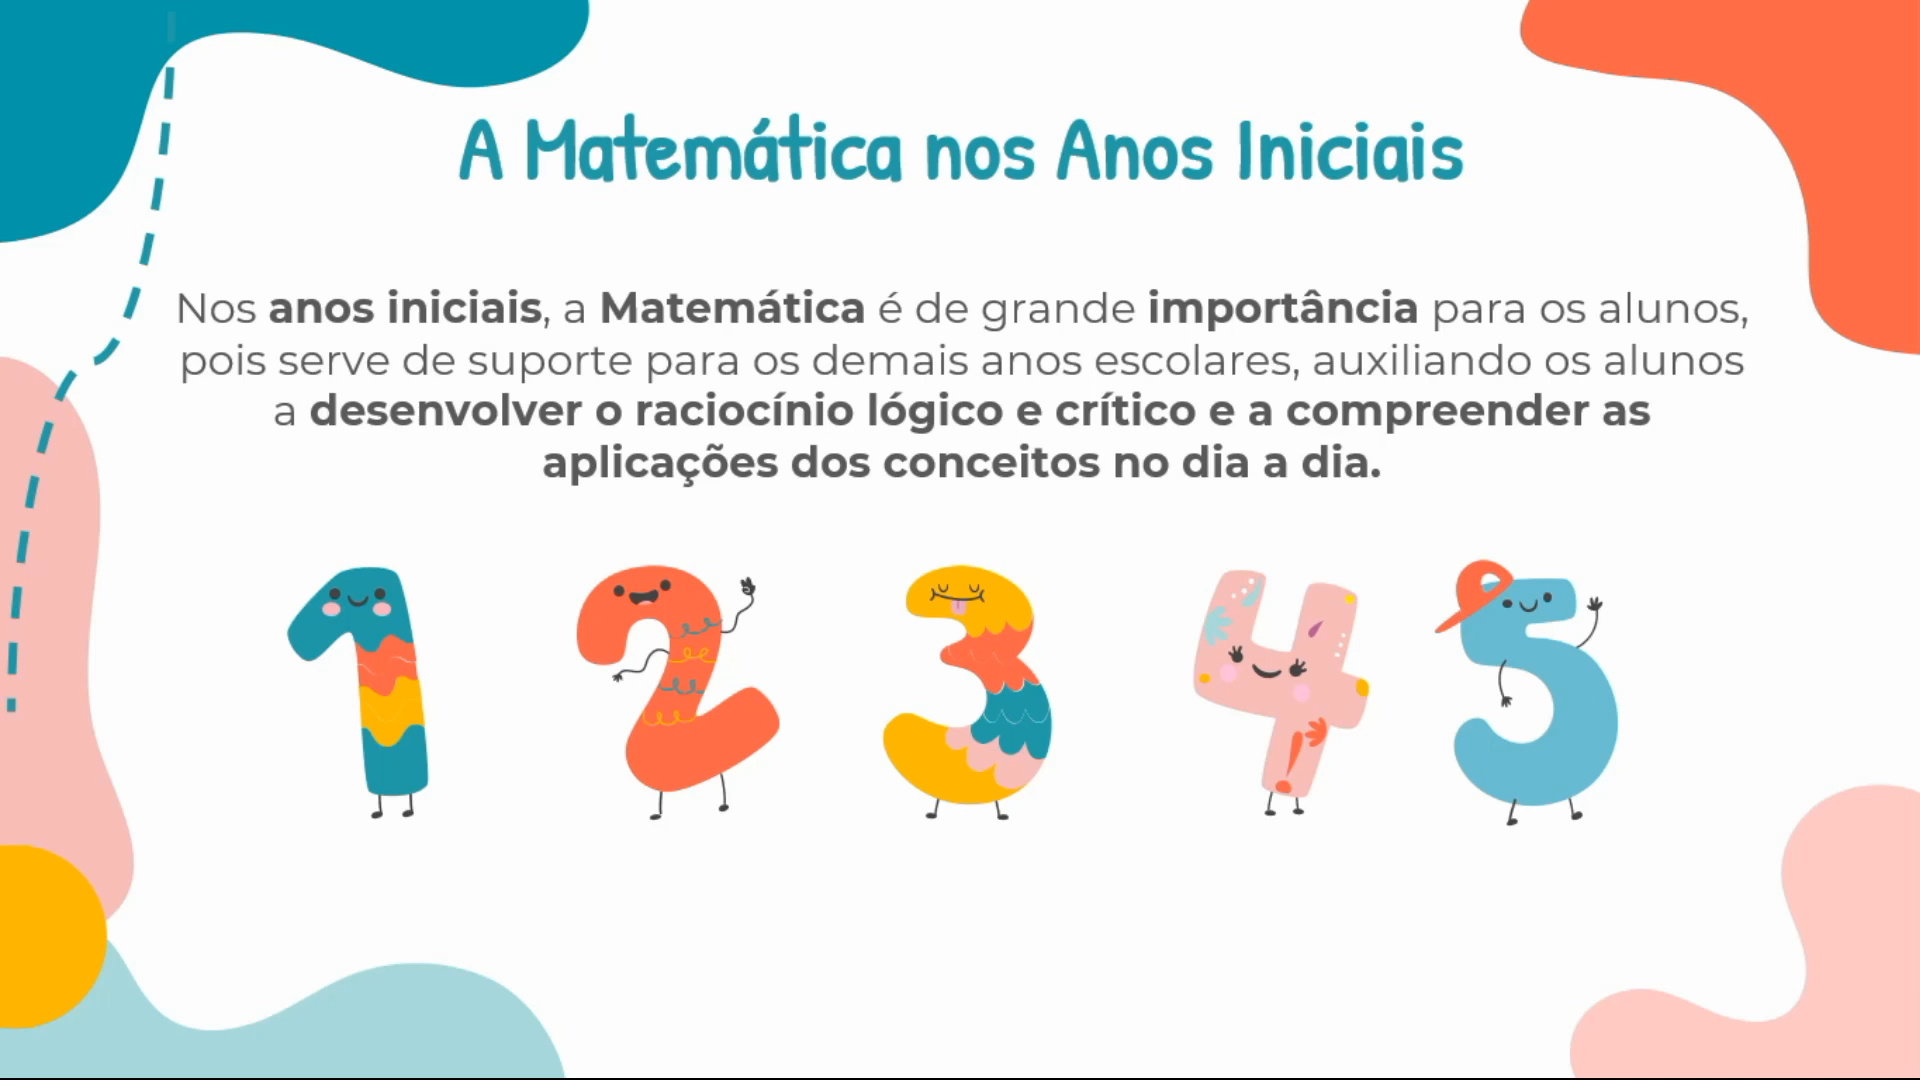 A Matemática nos Anos Iniciais
Nos anos iniciais, a Matemática é de grande importância para os alunos,
pois serve de suporte para os demais anos escolares, auxiliando os alunos
a desenvolver o raciocínio lógico e crítico e a compreender as
aplicações dos conceitos no dia a dia.
1 2 3 4 5